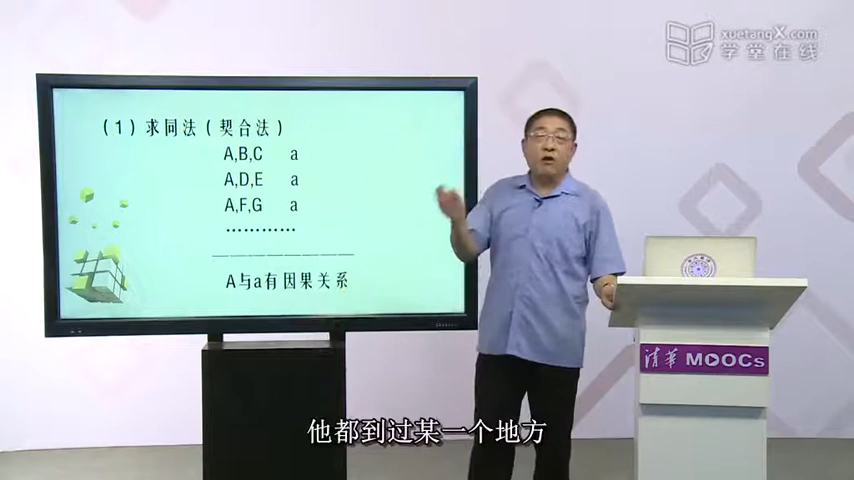 xuetangX.com
学堂在线
(1)求同法(契合法)
A,B,C a
A,D,E a
A,F,G a
…………
A与a有因果关系
清华 MOOCs
他都到过某一个地方